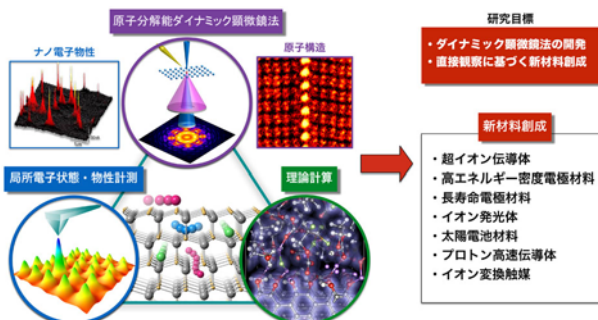 原子分解能ダイナミック顕微鏡法
ナノ電子物性
原子構造
局所電子状態・物性計測
理論計算
研究目標
・ダイナミック顕微鏡法の開発
・直接観察に基づく新材料創成
新材料創成
・超イオン伝導体
・高エネルギー密度電極材料
・長寿命電極材料
・イオン発光体
・太陽電池材料
・プロトン高速伝導体
・イオン変換触媒